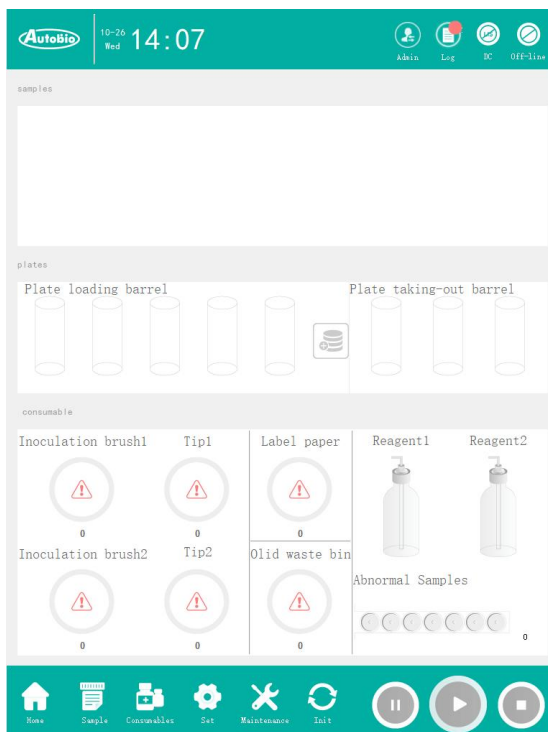 AutoBio
10-26
Wed
14:07
Admin
Log
DC
Off-line
samples
plates
Plate loading barrel
Plate taking-out barrel
consumable
Inoculation brush1
Tip1
Label paper
Reagent1
Reagent2
0
0
0
Inoculation brush2
Tip2
Olid waste bin
Abnormal Samples
0
0
0
0
Home
Sample
Consumables
Set
Maintenance
Init